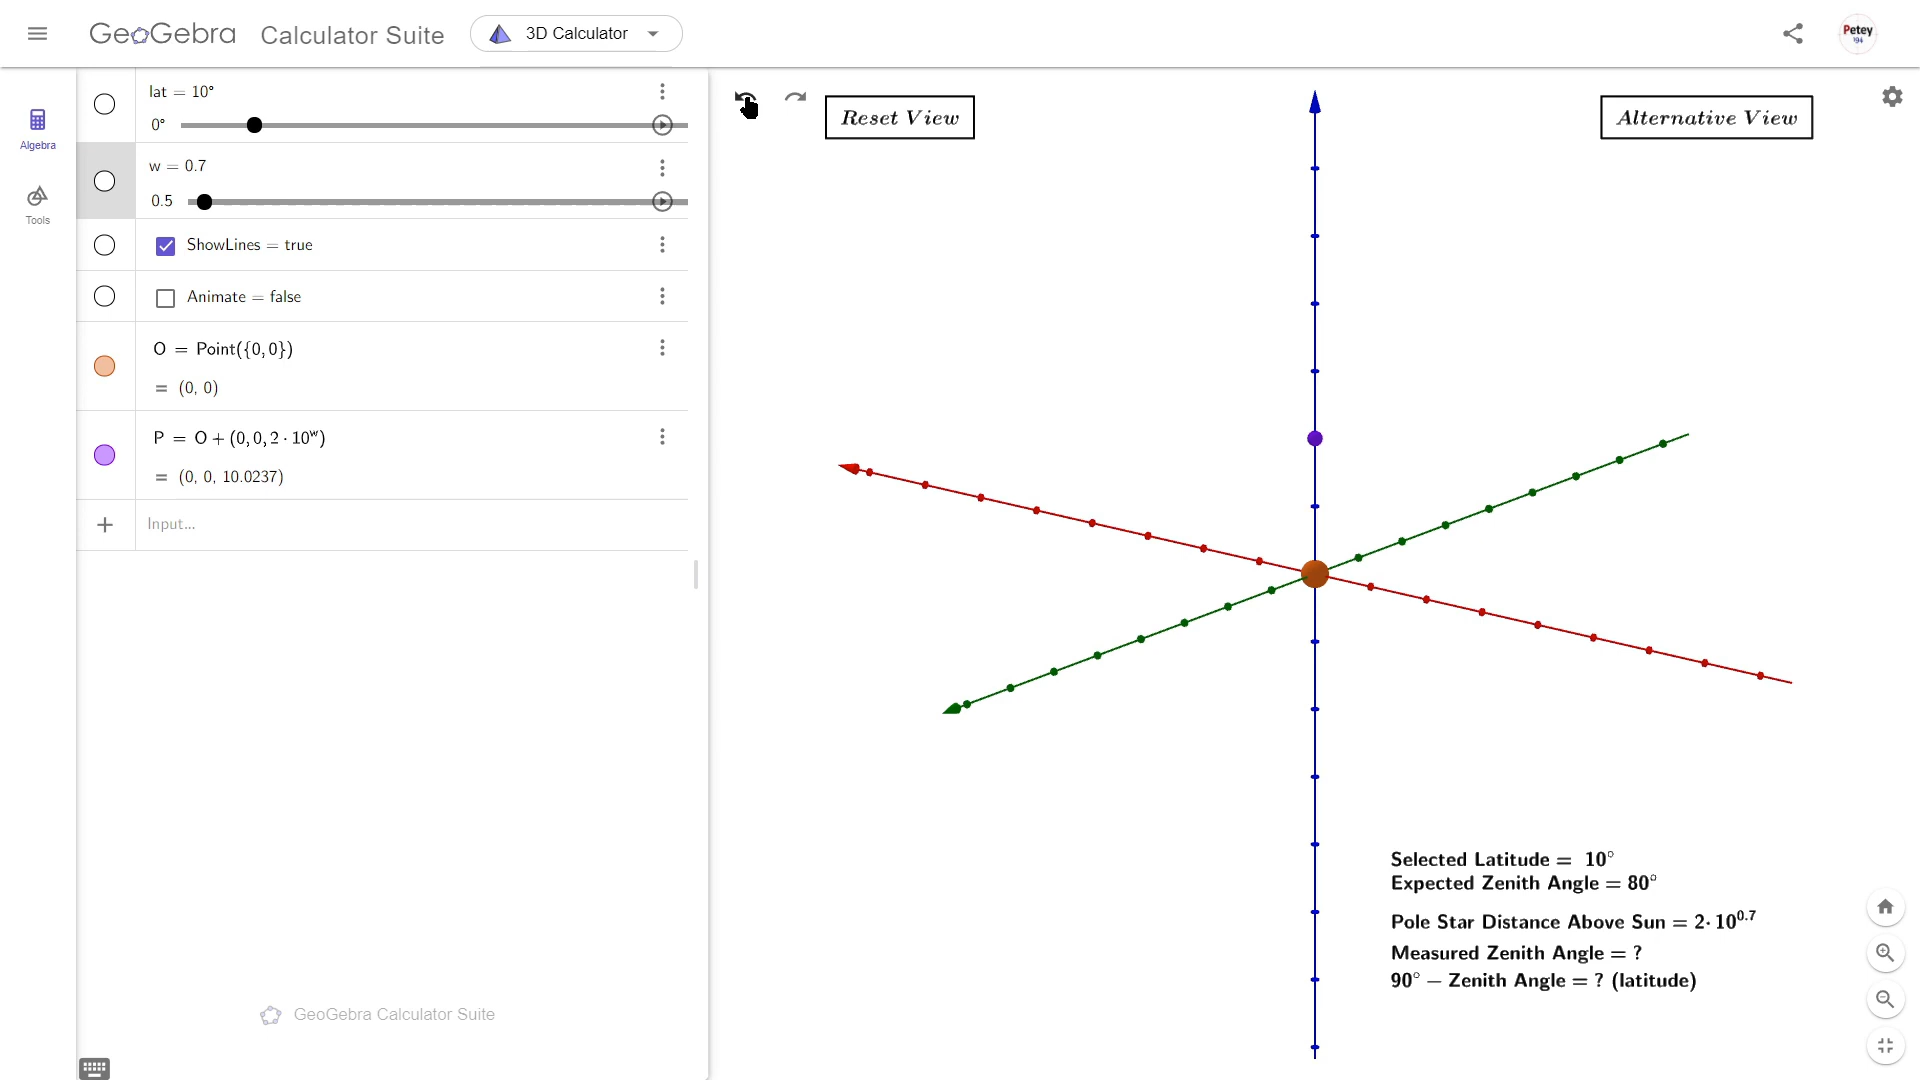 GeoGebra Calculator Suite
3D Calculator
Petey
'94
Algebra
Tools
lat = 10°
0°
w = 0.7
0.5
ShowLines = true
Animate = false
O = Point({0, 0})
= (0, 0)
P = O + (0, 0, 2 · 10^w)
= (0, 0, 10.0237)
+ Input...
GeoGebra Calculator Suite
Reset View
Alternative View
Selected Latitude = 10°
Expected Zenith Angle = 80°
Pole Star Distance Above Sun = 2· 10^0.7
Measured Zenith Angle = ?
90° − Zenith Angle = ? (latitude)